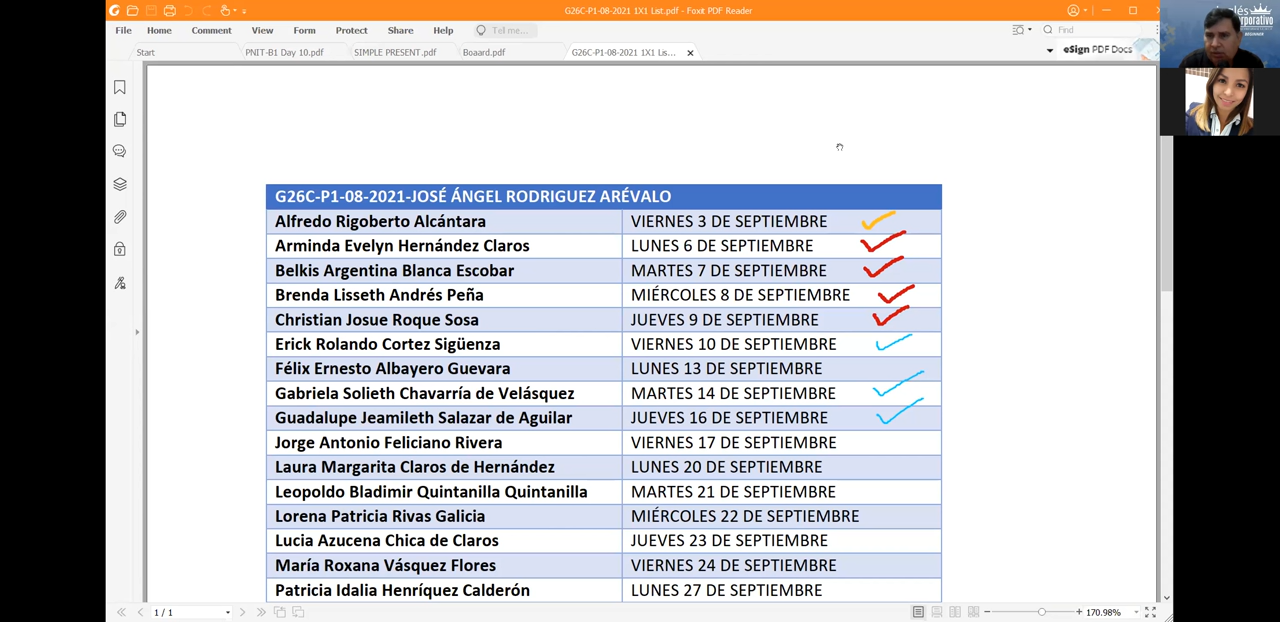 G26C-P1-08-2021 1X1 List.pdf - Foxit PDF Reader
File Home Comment View Form Protect Share Help Tell me... Find
Start PNIT-B1 Day 10.pdf SIMPLE PRESENT.pdf Boaard.pdf G26C-P1-08-2021 1X1 Lis... eSign PDF Docs
G26C-P1-08-2021-JOSÉ ÁNGEL RODRIGUEZ ARÉVALO
Alfredo Rigoberto Alcántara VIERNES 3 DE SEPTIEMBRE
Arminda Evelyn Hernández Claros LUNES 6 DE SEPTIEMBRE
Belkis Argentina Blanca Escobar MARTES 7 DE SEPTIEMBRE
Brenda Lisseth Andrés Peña MIÉRCOLES 8 DE SEPTIEMBRE
Christian Josue Roque Sosa JUEVES 9 DE SEPTIEMBRE
Erick Rolando Cortez Sigüenza VIERNES 10 DE SEPTIEMBRE
Félix Ernesto Albayero Guevara LUNES 13 DE SEPTIEMBRE
Gabriela Solieth Chavarría de Velásquez MARTES 14 DE SEPTIEMBRE
Guadalupe Jeamileth Salazar de Aguilar JUEVES 16 DE SEPTIEMBRE
Jorge Antonio Feliciano Rivera VIERNES 17 DE SEPTIEMBRE
Laura Margarita Claros de Hernández LUNES 20 DE SEPTIEMBRE
Leopoldo Bladimir Quintanilla Quintanilla MARTES 21 DE SEPTIEMBRE
Lorena Patricia Rivas Galicia MIÉRCOLES 22 DE SEPTIEMBRE
Lucia Azucena Chica de Claros JUEVES 23 DE SEPTIEMBRE
María Roxana Vásquez Flores VIERNES 24 DE SEPTIEMBRE
Patricia Idalia Henríquez Calderón LUNES 27 DE SEPTIEMBRE
1 / 1 170.98%